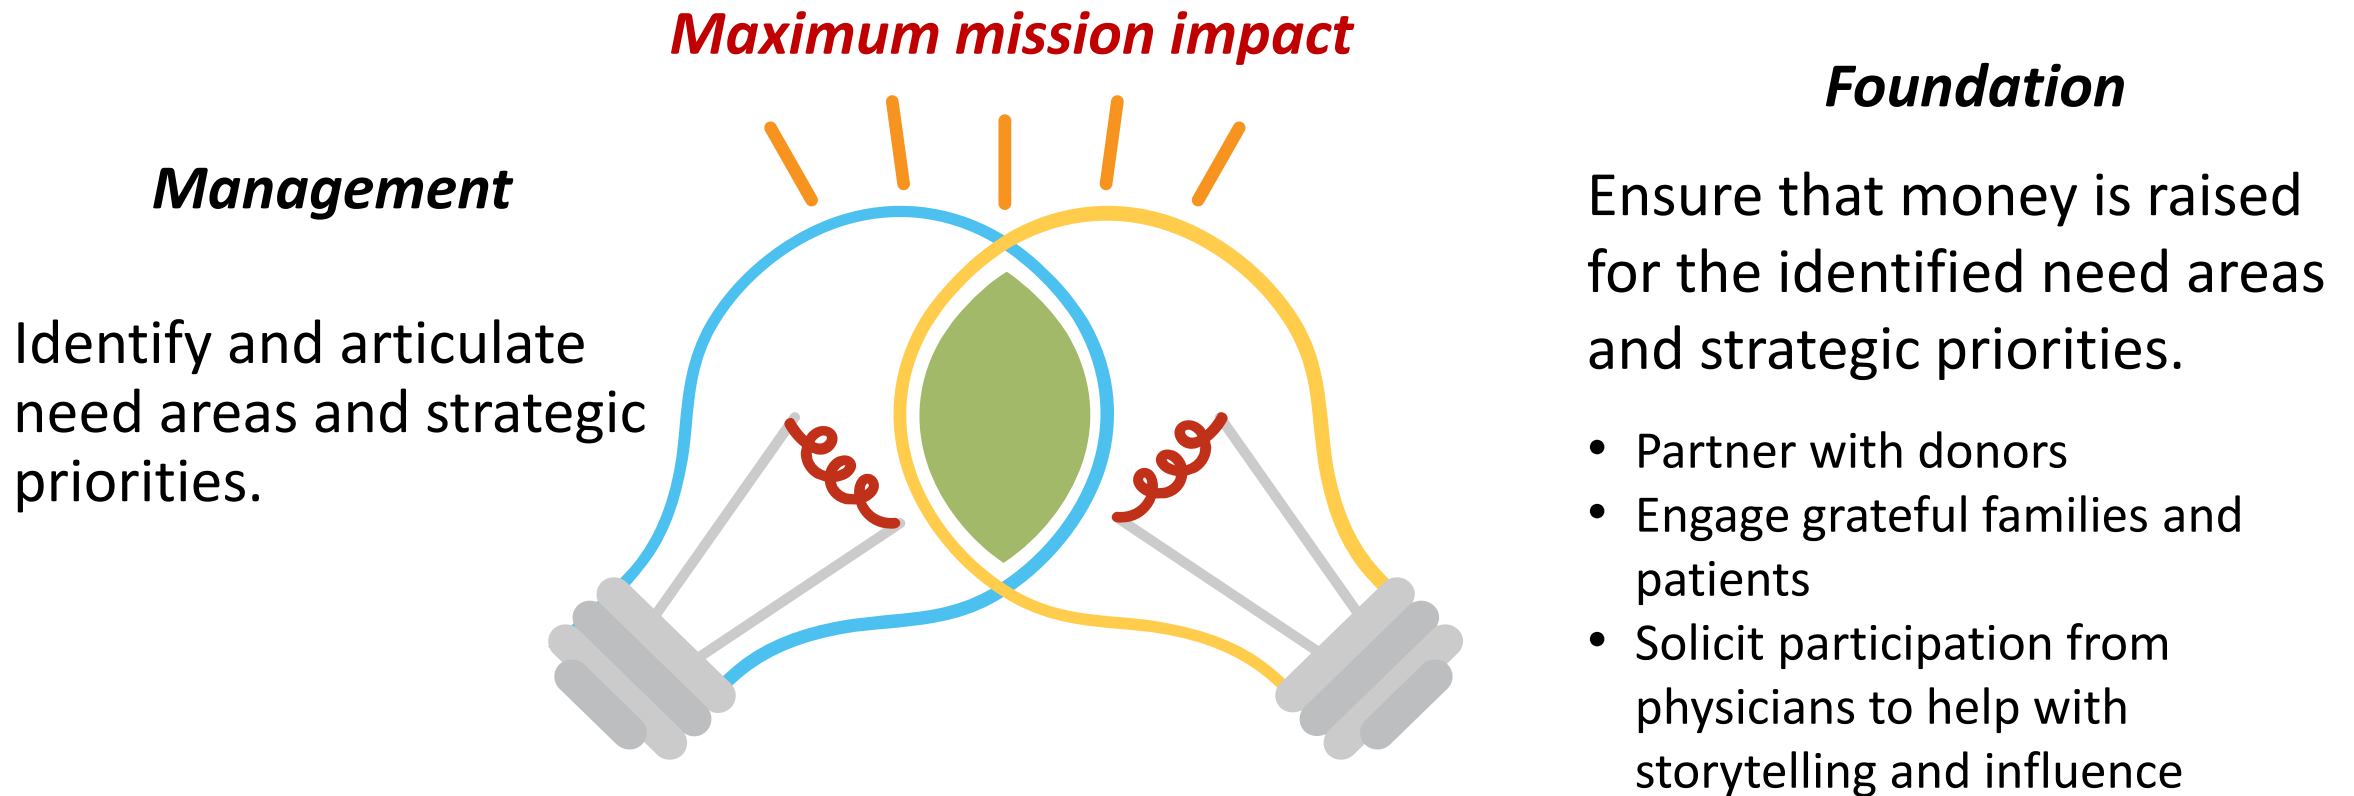 Maximum mission impact
Management
Identify and articulate
need areas and strategic
priorities.
Foundation
Ensure that money is raised
for the identified need areas
and strategic priorities.
• Partner with donors
• Engage grateful families and
patients
• Solicit participation from
physicians to help with
storytelling and influence